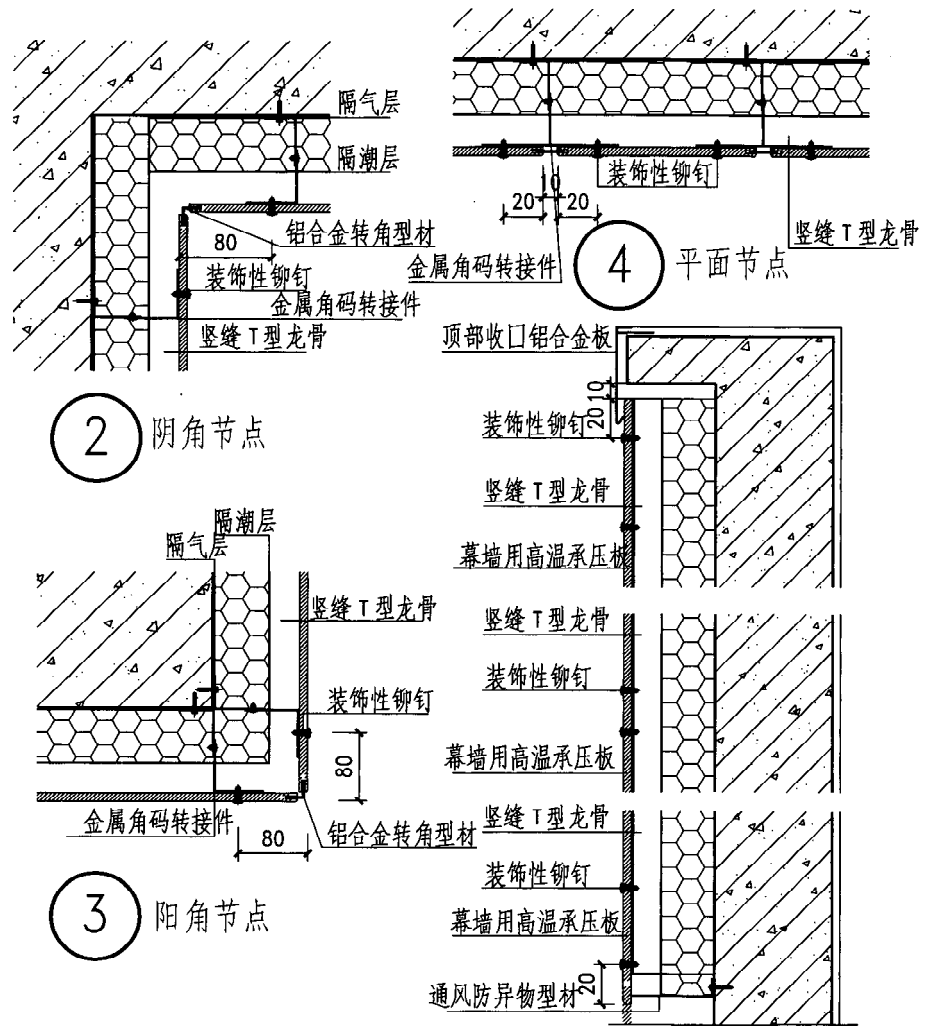 隔气层
隔潮层
80
铝合金转角型材
装饰性铆钉
金属角码转接件
竖缝T型龙骨
2 阴角节点
装饰性铆钉
10
20 20
竖缝T型龙骨
金属角码转接件
4 平面节点
隔潮层
隔气层
竖缝T型龙骨
装饰性铆钉
80
金属角码转接件
铝合金转角型材
80
3 阳角节点
顶部收口铝合金板
10
20
装饰性铆钉
竖缝T型龙骨
幕墙用高温承压板
竖缝T型龙骨
装饰性铆钉
幕墙用高温承压板
竖缝T型龙骨
装饰性铆钉
幕墙用高温承压板
20
通风防异物型材